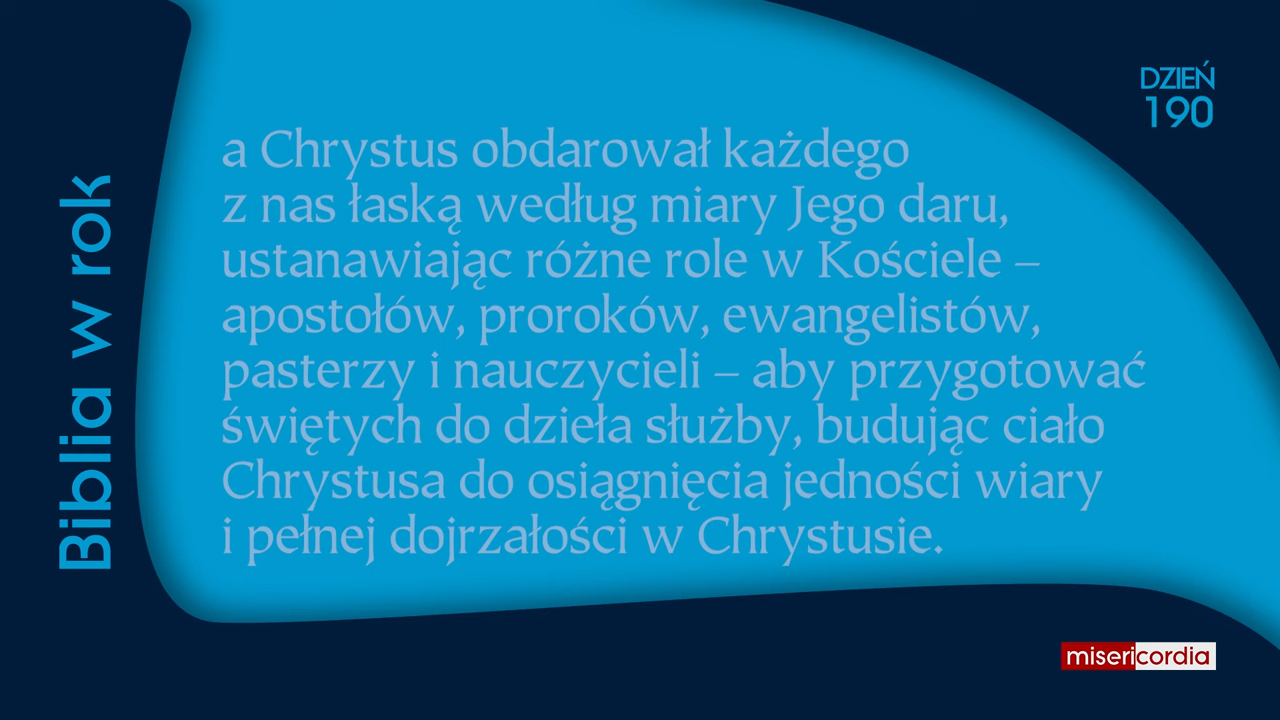 DZIEŃ
190
Biblia w rok
a Chrystus obdarował każdego
z nas łaską według miary Jego daru,
ustanawiając różne role w Kościele –
apostołów, proroków, ewangelistów,
pasterzy i nauczycieli – aby przygotować
świętych do dzieła służby, budując ciało
Chrystusa do osiągnięcia jedności wiary
i pełnej dojrzałości w Chrystusie.
misericordia